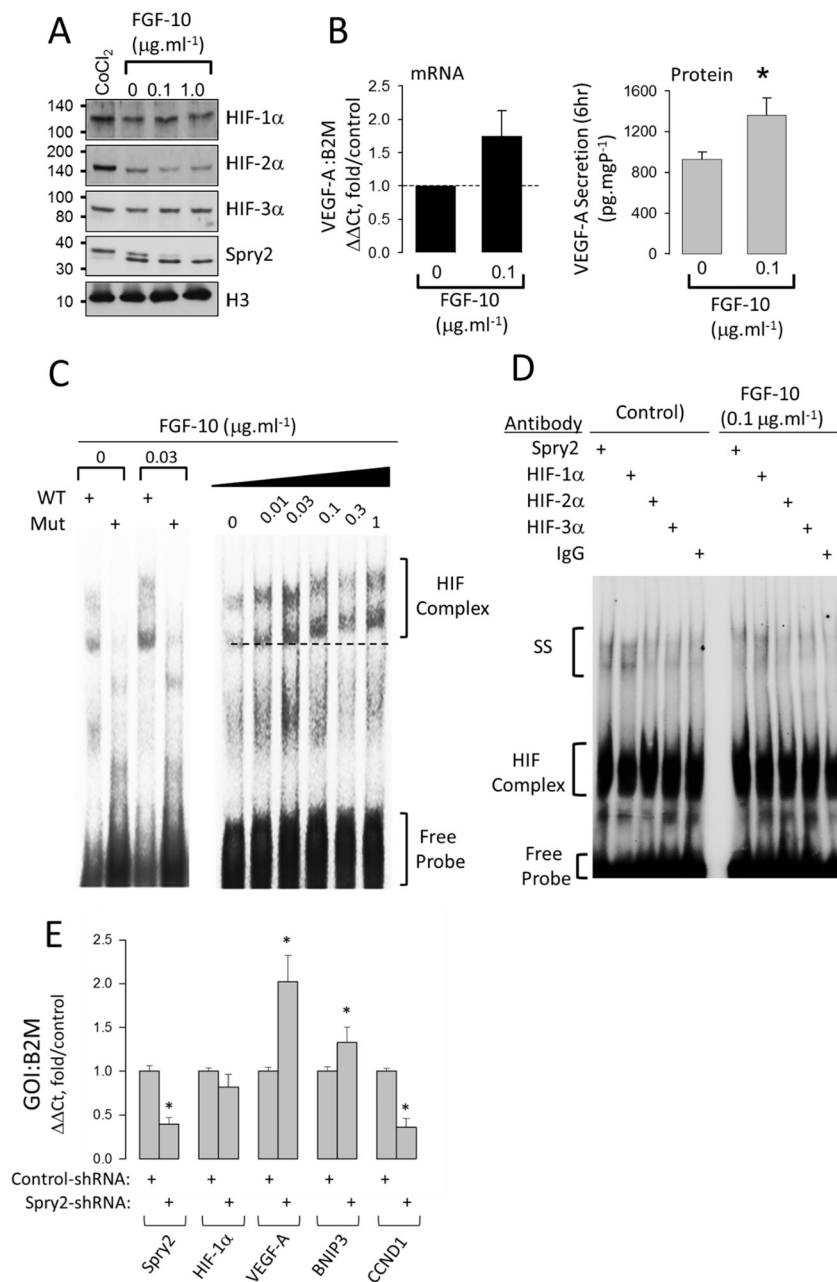 A
FGF-10
(μg.ml-1)
CoCl2
0 0.1 1.0
140
100
HIF-1α
200
140
HIF-2α
100
80
HIF-3α
40
30
Spry2
10
H3
B
mRNA
VEGF-A :B2M
ΔΔCt, fold/control
2.5
2.0
1.5
1.0
0.5
0.0
0 0.1
FGF-10
(μg.ml-1)
Protein *
VEGF-A Secretion (6hr)
(pg.mgP-1)
1600
1200
800
400
0
0 0.1
FGF-10
(μg.ml-1)
C
FGF-10 (μg.ml-1)
0 0.03
WT + +
Mut + +
0 0.01 0.03 0.1 0.3 1
HIF
Complex
Free
Probe
D
Antibody
Control)
FGF-10
(0.1 μg.ml-1)
Spry2 + +
HIF-1α + +
HIF-2α + +
HIF-3α + +
IgG + +
SS
HIF
Complex
Free
Probe
E
GOI:B2M
ΔΔCt, fold/control
2.5
2.0
1.5
1.0
0.5
0.0
* * * *
Control-shRNA: + + + + +
Spry2-shRNA: + + + + +
Spry2 HIF-1α VEGF-A BNIP3 CCND1